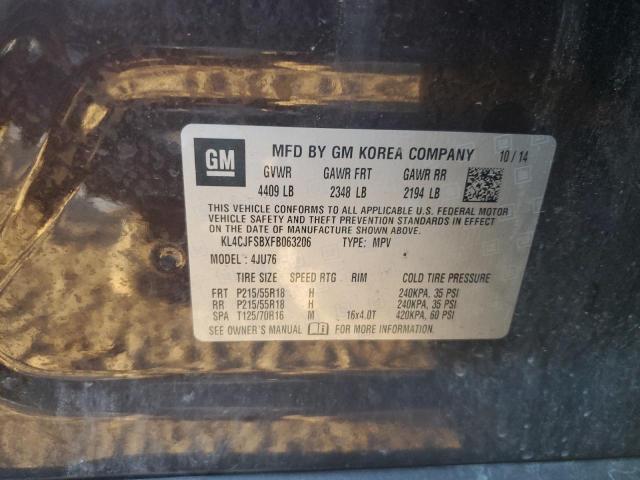 GM MFD BY GM KOREA COMPANY 10/14
GVWR GAWR FRT GAWR RR
4409 LB 2348 LB 2194 LB
THIS VEHICLE CONFORMS TO ALL APPLICABLE U.S. FEDERAL MOTOR
VEHICLE SAFETY AND THEFT PREVENTION STANDARDS IN EFFECT
ON THE DATE OF MANUFACTURE SHOWN ABOVE.
KL4CJFSBXFB063206 TYPE: MPV
MODEL: 4JU76
TIRE SIZE SPEED RTG RIM COLD TIRE PRESSURE
FRT P215/55R18 H 240KPA, 35 PSI
RR P215/55R18 H 240KPA, 35 PSI
SPA T125/70R16 M 16x4.0T 420KPA, 60 PSI
SEE OWNER'S MANUAL FOR MORE INFORMATION.